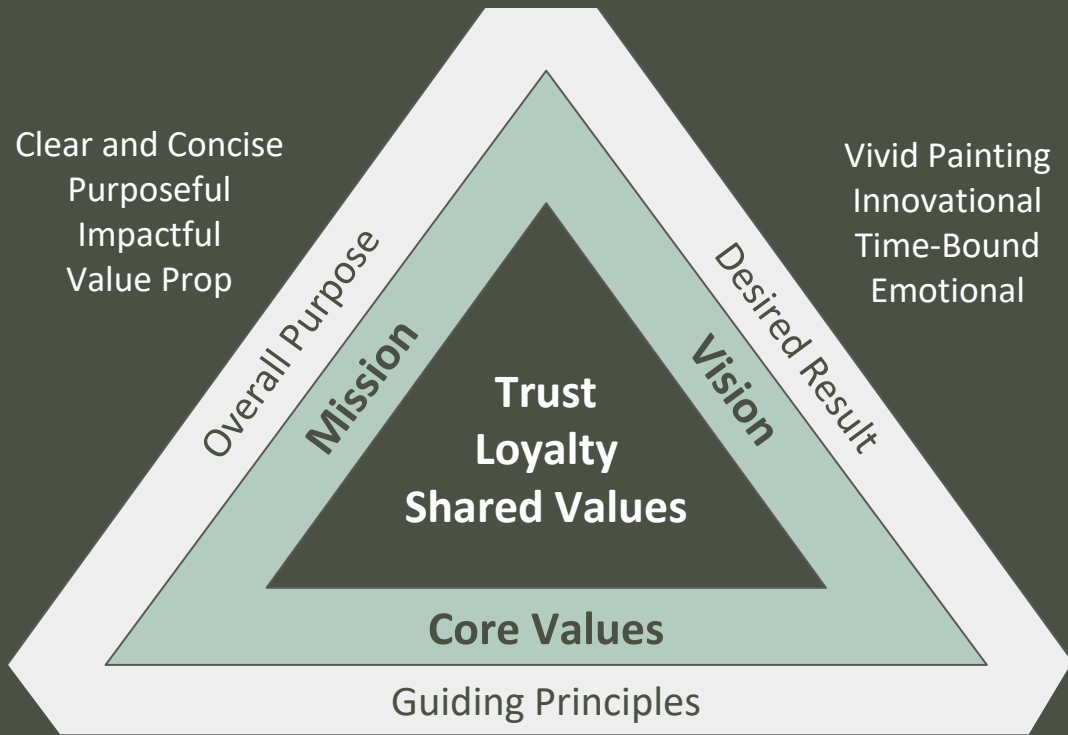 Clear and Concise
Purposeful
Impactful
Value Prop
Vivid Painting
Innovational
Time-Bound
Emotional
Overall Purpose
Mission
Desired Result
Vision
Trust
Loyalty
Shared Values
Core Values
Guiding Principles